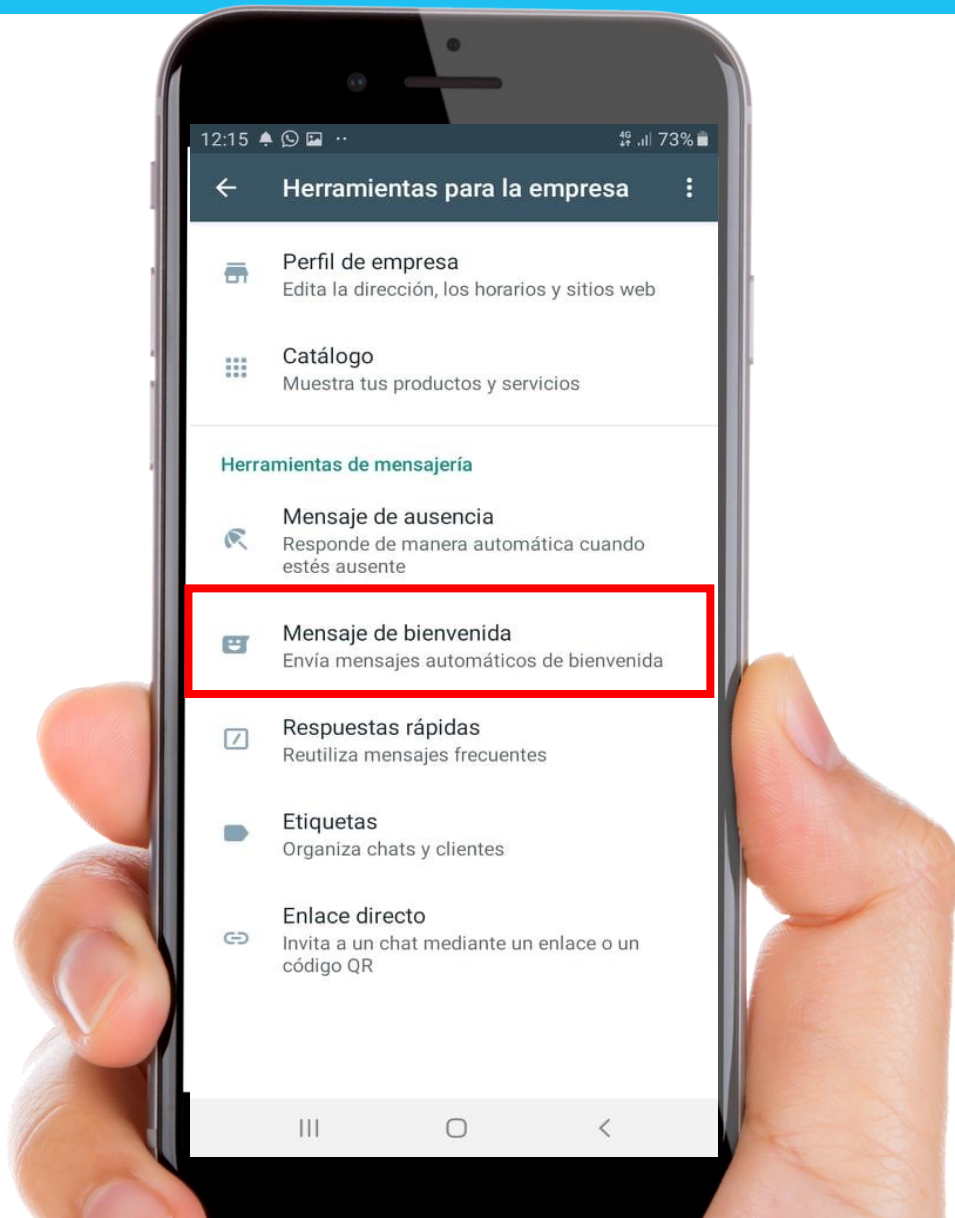 12:15
4G
73%
Herramientas para la empresa
Perfil de empresa
Edita la dirección, los horarios y sitios web
Catálogo
Muestra tus productos y servicios
Herramientas de mensajería
Mensaje de ausencia
Responde de manera automática cuando
estés ausente
Mensaje de bienvenida
Envía mensajes automáticos de bienvenida
Respuestas rápidas
Reutiliza mensajes frecuentes
Etiquetas
Organiza chats y clientes
Enlace directo
Invita a un chat mediante un enlace o un
código QR